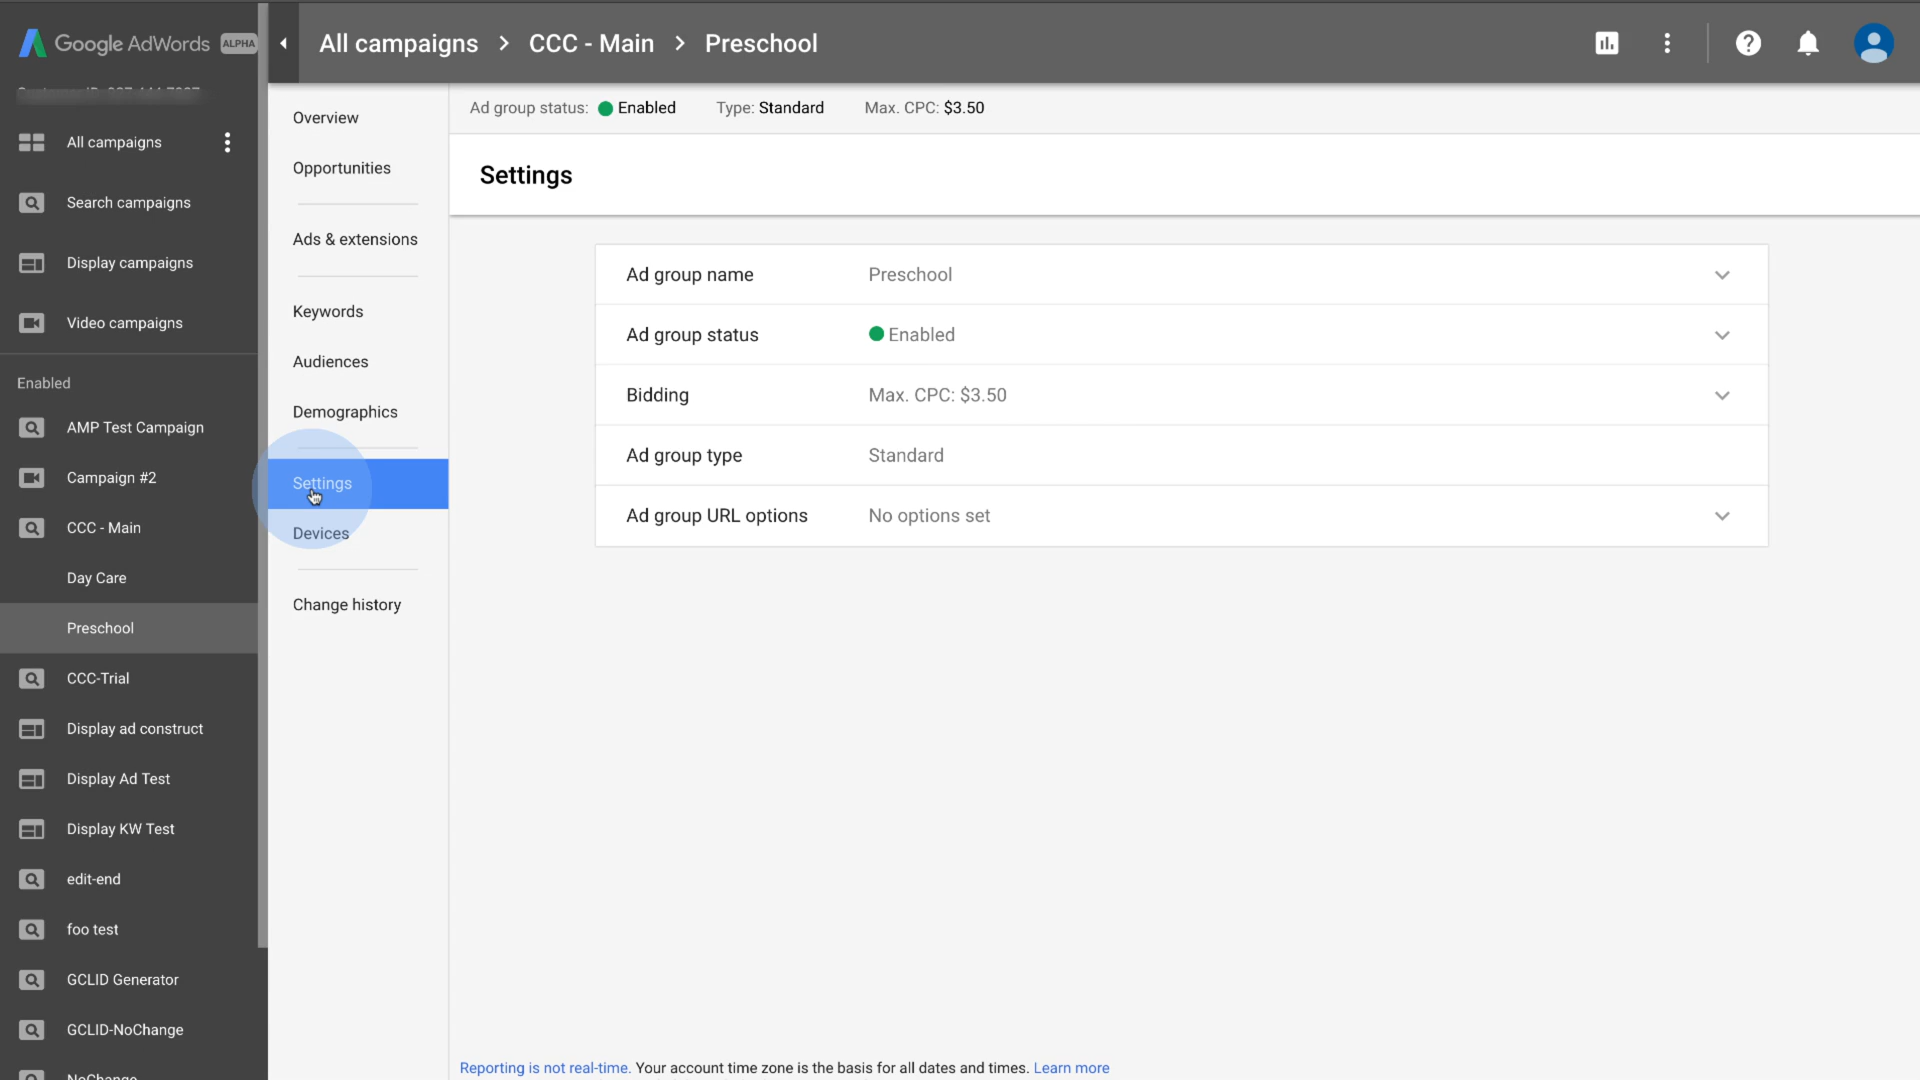 Google AdWords ALPHA
All campaigns > CCC - Main > Preschool
All campaigns
Search campaigns
Display campaigns
Video campaigns
Enabled
AMP Test Campaign
Campaign #2
CCC - Main
Day Care
Preschool
CCC-Trial
Display ad construct
Display Ad Test
Display KW Test
edit-end
foo test
GCLID Generator
GCLID-NoChange
NoChange
Overview
Opportunities
Ads & extensions
Keywords
Audiences
Demographics
Settings
Devices
Change history
Ad group status: Enabled Type: Standard Max. CPC: $3.50
Settings
Ad group name Preschool
Ad group status Enabled
Bidding Max. CPC: $3.50
Ad group type Standard
Ad group URL options No options set
Reporting is not real-time. Your account time zone is the basis for all dates and times. Learn more